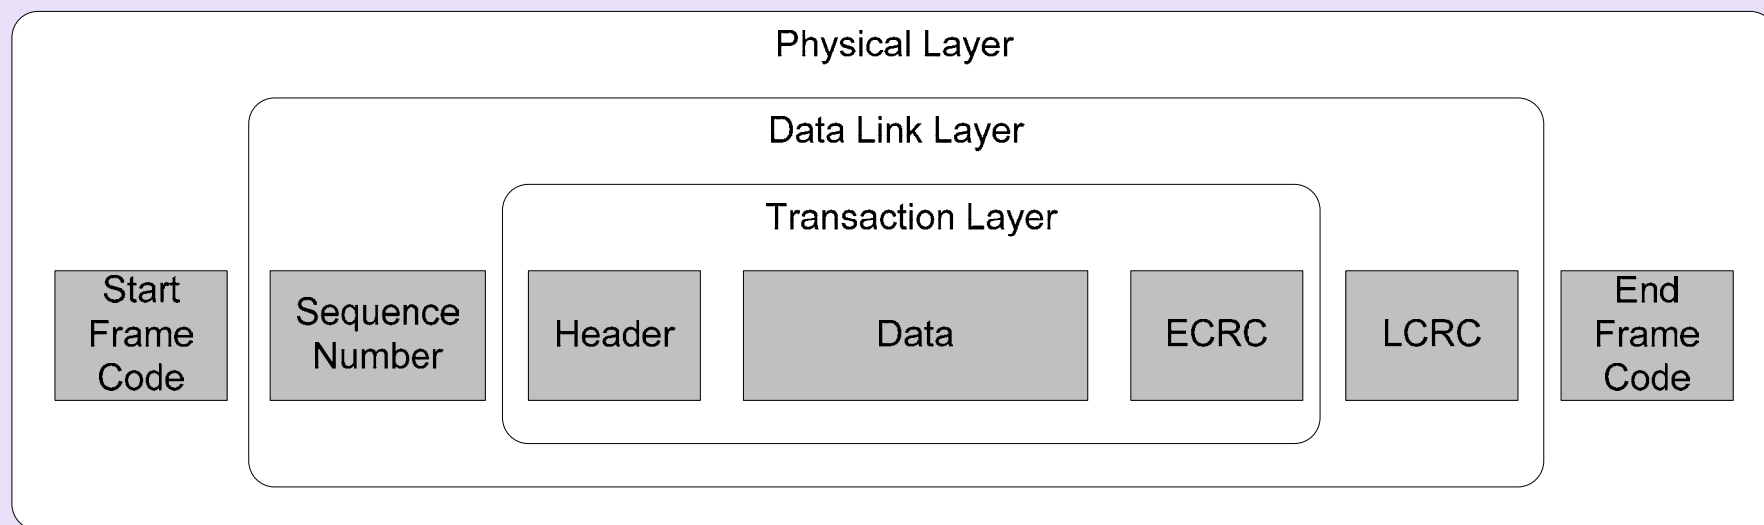 Physical Layer
Data Link Layer
Transaction Layer
Start
Frame
Code
Sequence
Number
Header
Data
ECRC
LCRC
End
Frame
Code